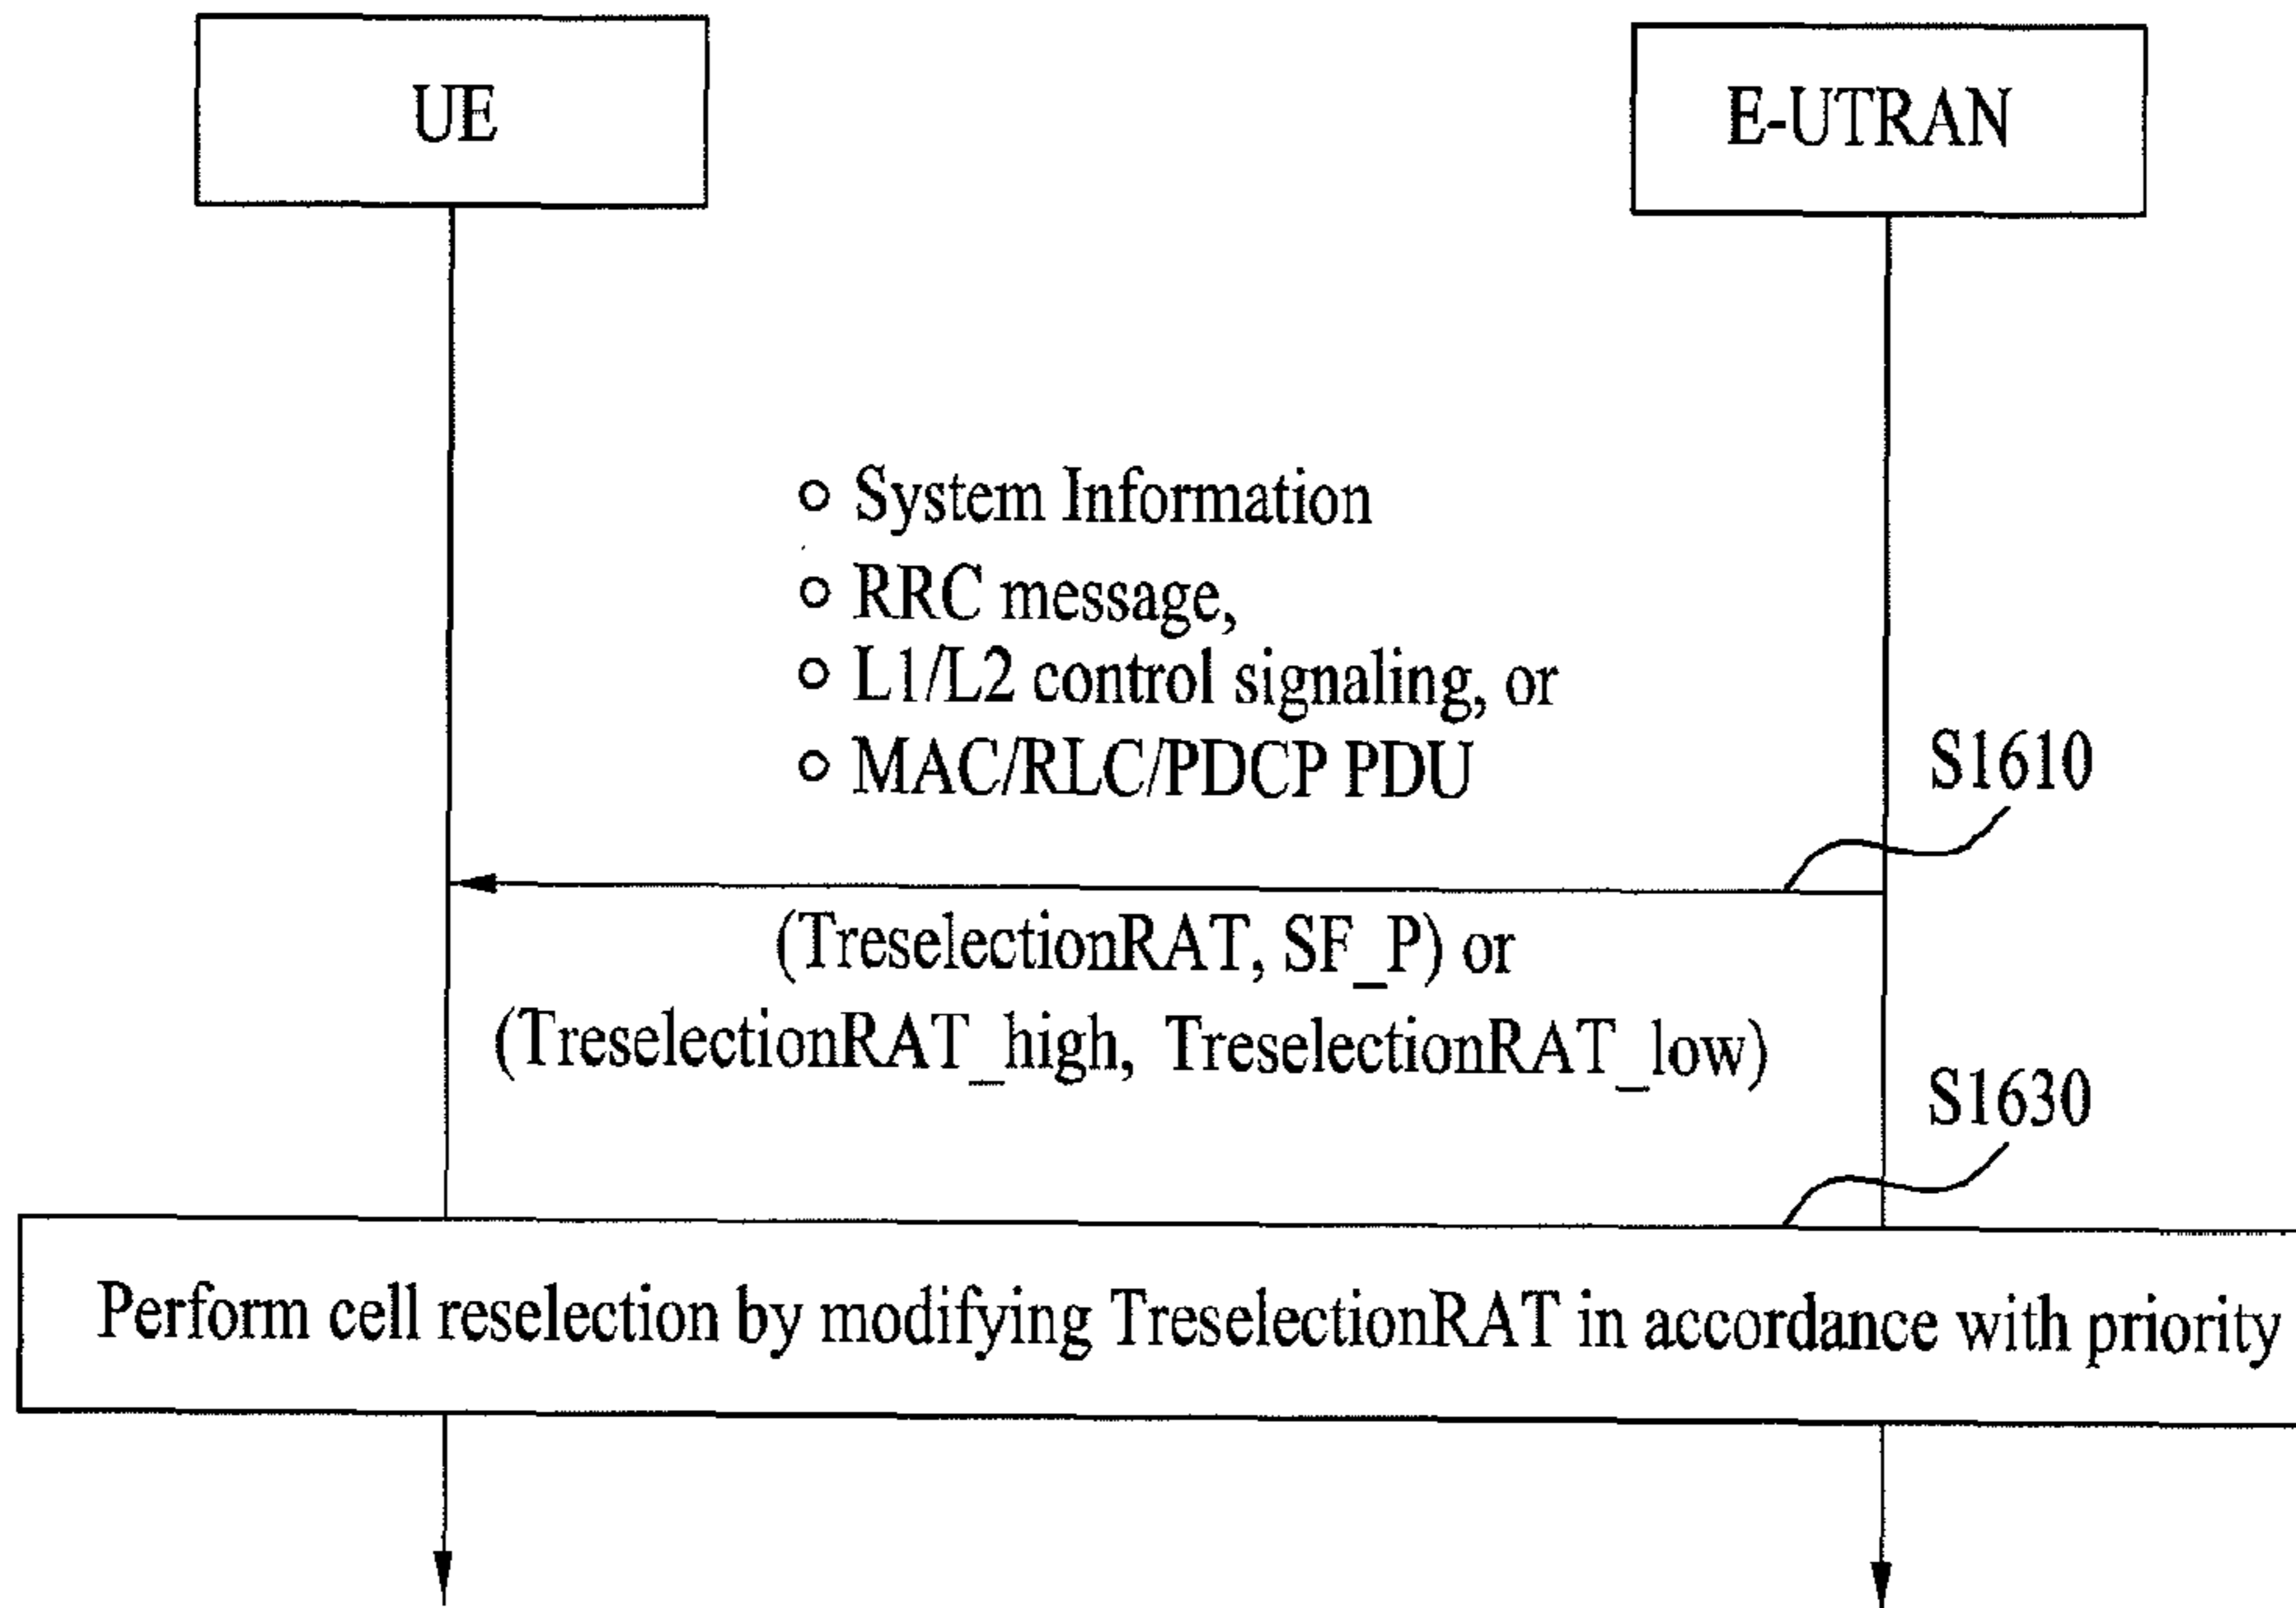 UE
E-UTRAN
○ System Information
○ RRC message,
○ L1/L2 control signaling, or
○ MAC/RLC/PDCP PDU
S1610
(TreselectionRAT, SF_P) or
(TreselectionRAT_high, TreselectionRAT_low)
S1630
Perform cell reselection by modifying TreselectionRAT in accordance with priority